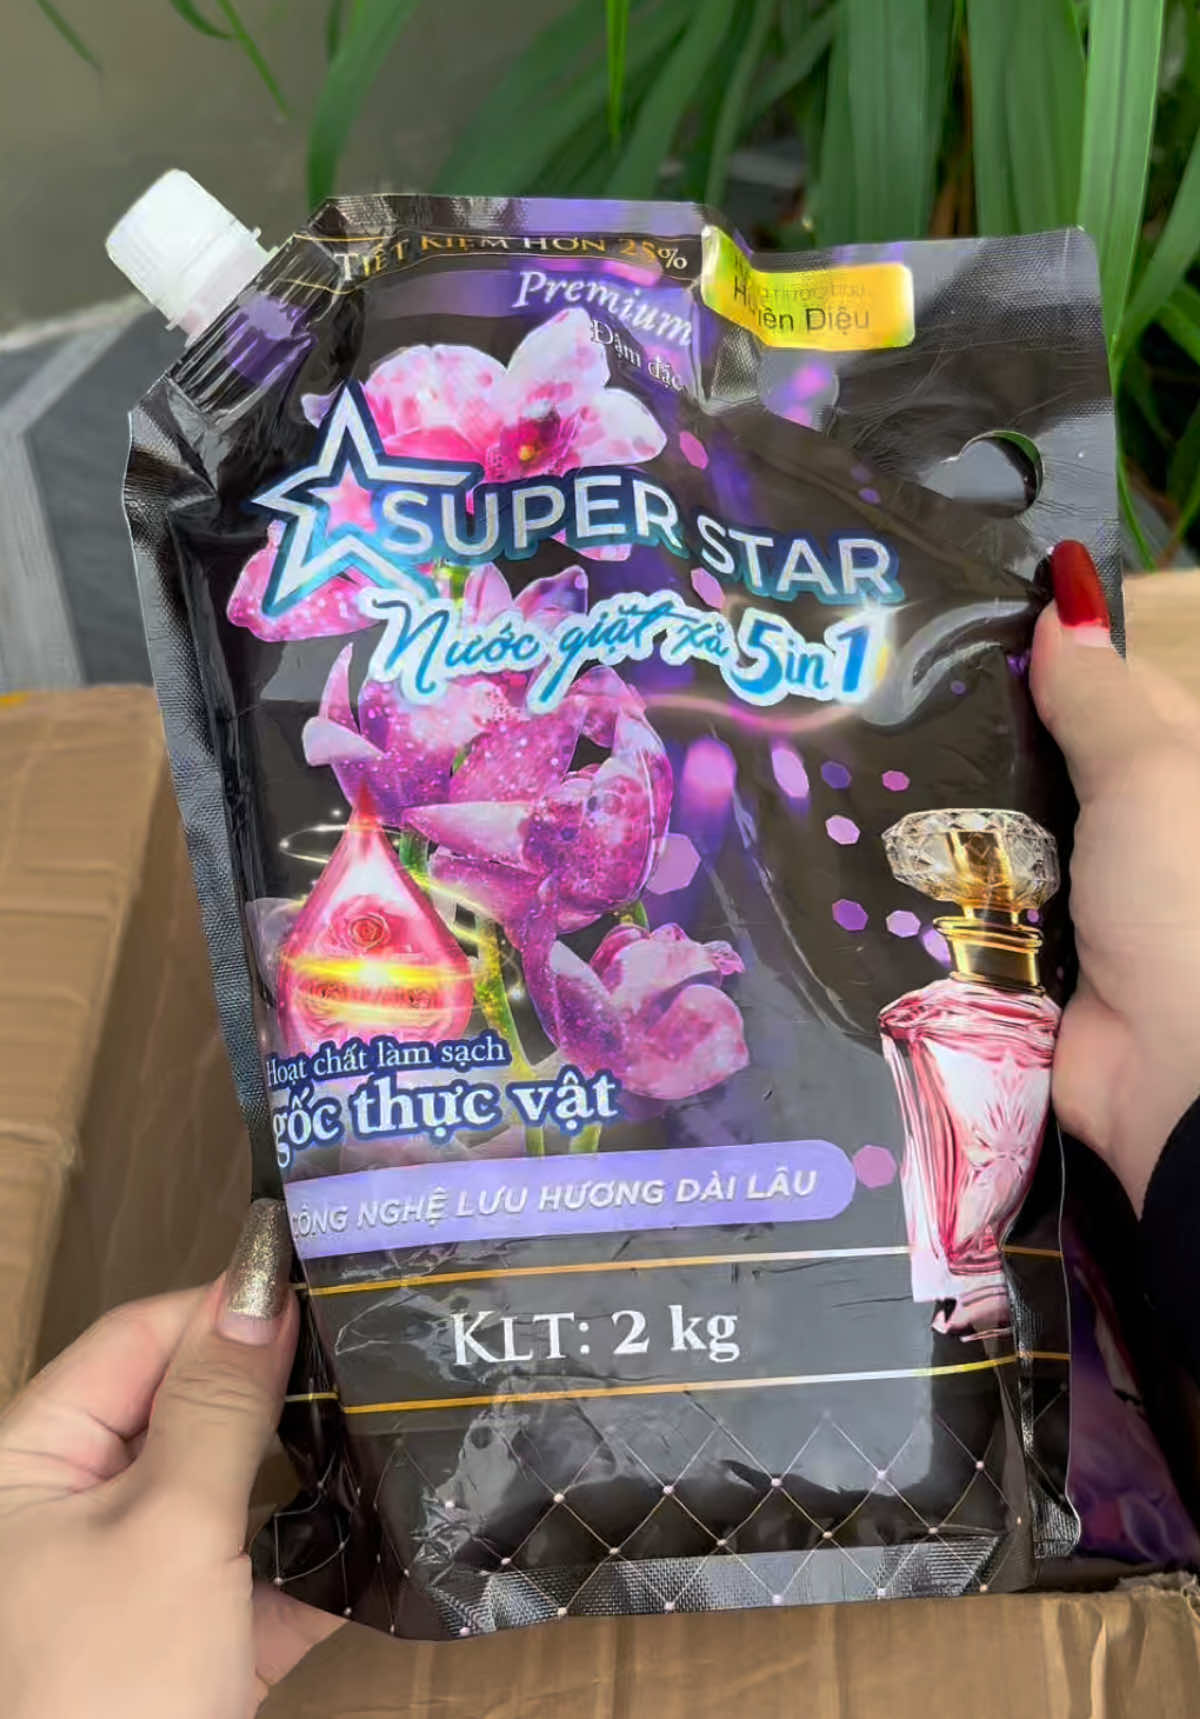 TIẾT KIỆM HƠN 25%
Premium
Đậm đặc
Huyền Diệu
SUPER STAR
Nước giặt xả 5in1
Hoạt chất làm sạch
gốc thực vật
CÔNG NGHỆ LƯU HƯƠNG DÀI LÂU
KLT: 2 kg